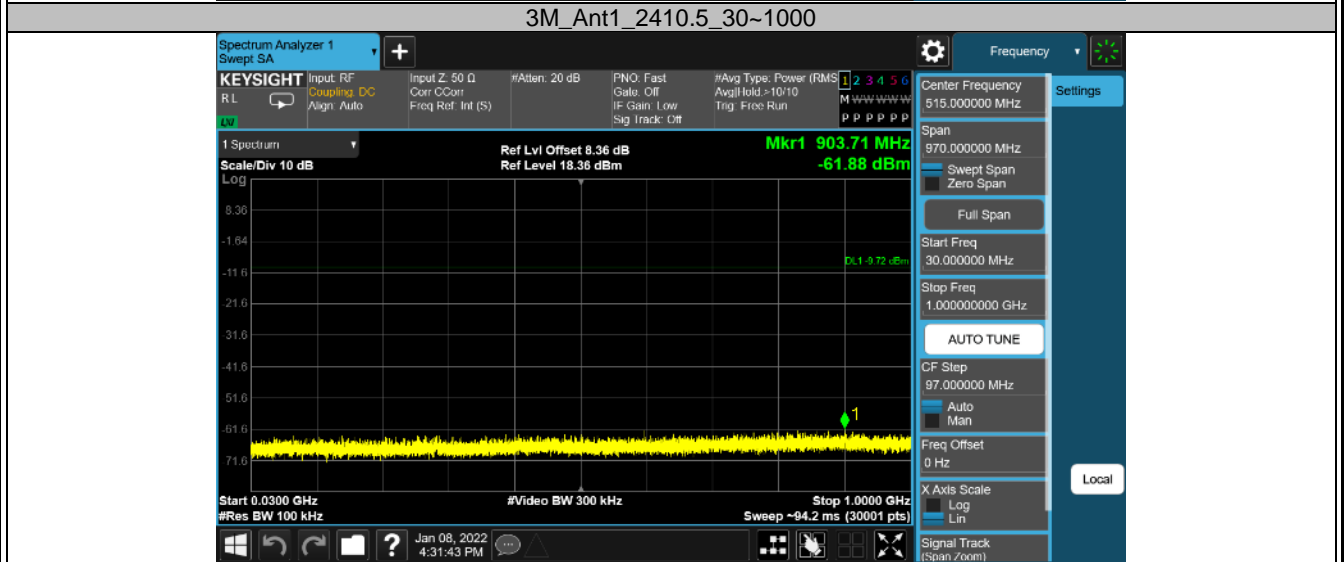 3M_Ant1_2410.5_30~1000
Spectrum Analyzer 1
Swept SA
Frequency
KEYSIGHT
R L
LXI
Input: RF
Coupling: DC
Align: Auto
Input Z: 50 Ω
Corr CCorr
Freq Ref: Int (S)
#Atten: 20 dB
PNO: Fast
Gate: Off
IF Gain: Low
Sig Track: Off
#Avg Type: Power (RMS
Avg|Hold:>10/10
Trig: Free Run
1 2 3 4 5 6
M W W W W W
P P P P P P
1 Spectrum
Scale/Div 10 dB
Ref Lvl Offset 8.36 dB
Ref Level 18.36 dBm
Mkr1 903.71 MHz
-61.88 dBm
Log
8.36
-1.64
-11.6
-21.6
-31.6
-41.6
51.6
-61.6
71.6
DL1 -9.72 dBm
1
Start 0.0300 GHz
#Res BW 100 kHz
#Video BW 300 kHz
Stop 1.0000 GHz
Sweep ~94.2 ms (30001 pts)
Jan 08, 2022
4:31:43 PM
Center Frequency
515.000000 MHz
Span
970.000000 MHz
Swept Span
Zero Span
Full Span
Start Freq
30.000000 MHz
Stop Freq
1.000000000 GHz
AUTO TUNE
CF Step
97.000000 MHz
Auto
Man
Freq Offset
0 Hz
X Axis Scale
Log
Lin
Signal Track
(Span Zoom)
Settings
Local